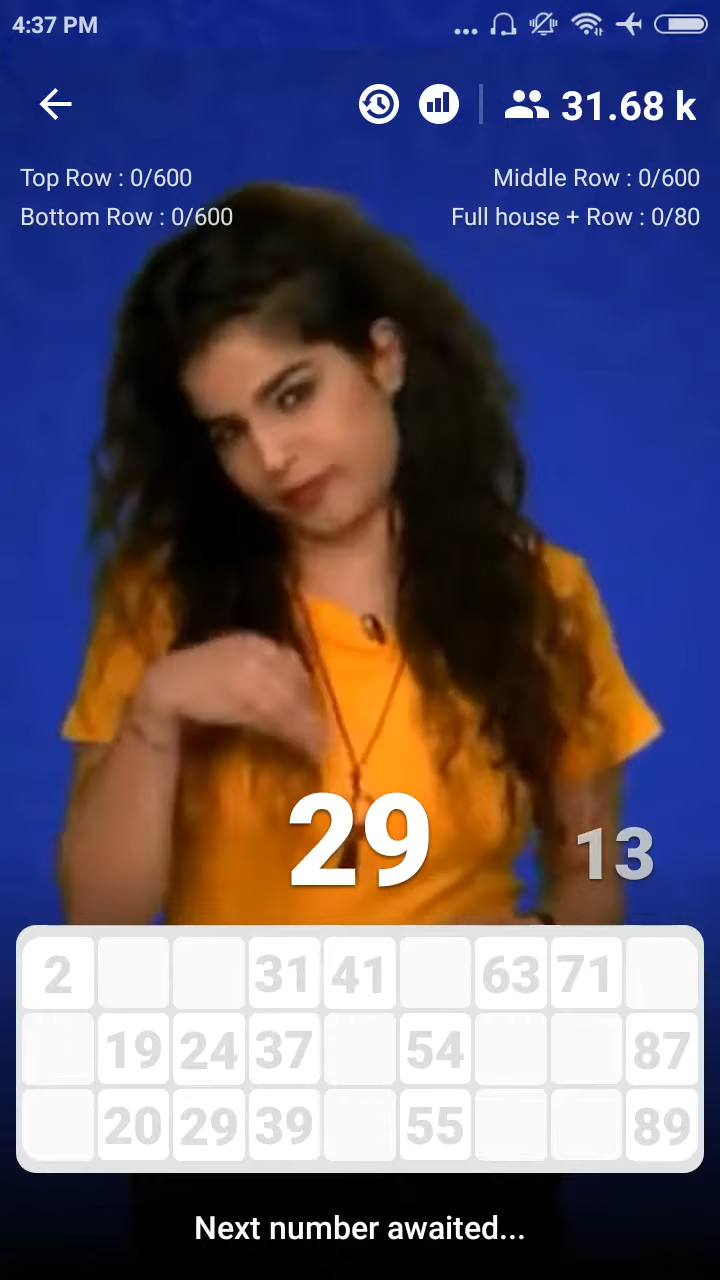 4:37 PM
31.68 k
Top Row : 0/600 Middle Row : 0/600
Bottom Row : 0/600 Full house + Row : 0/80
29 13
2 31 41 63 71
19 24 37 54 87
20 29 39 55 89
Next number awaited...